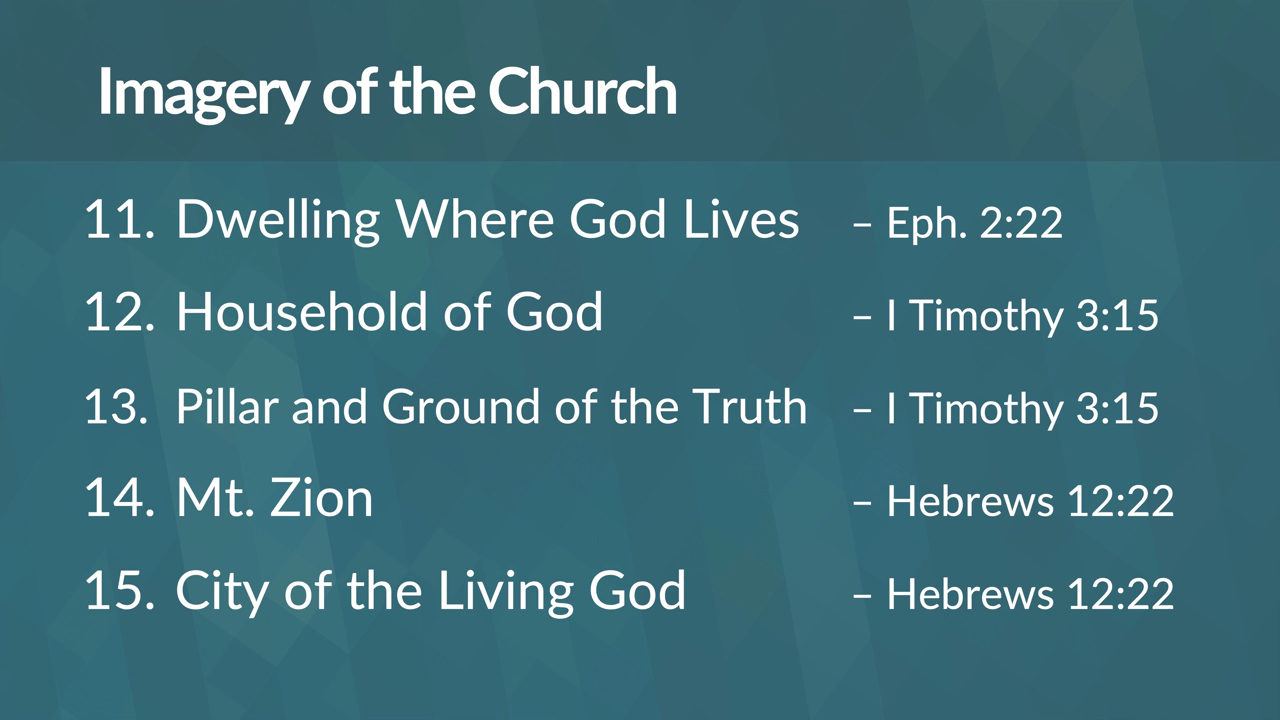 Imagery of the Church
11. Dwelling Where God Lives – Eph. 2:22
12. Household of God – I Timothy 3:15
13. Pillar and Ground of the Truth – I Timothy 3:15
14. Mt. Zion – Hebrews 12:22
15. City of the Living God – Hebrews 12:22